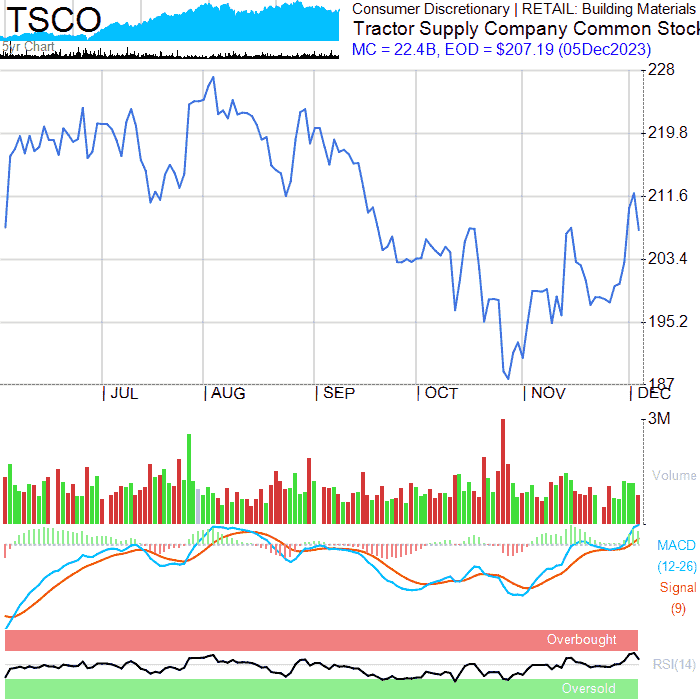 TSCO
5yr Chart
Consumer Discretionary | RETAIL: Building Materials
Tractor Supply Company Common Stock
MC = 22.4B, EOD = $207.19 (05Dec2023)
228
219.8
211.6
203.4
195.2
187
JUL
AUG
SEP
OCT
NOV
DEC
3M
Volume
MACD
(12-26)
Signal
(9)
Overbought
RSI(14)
Oversold